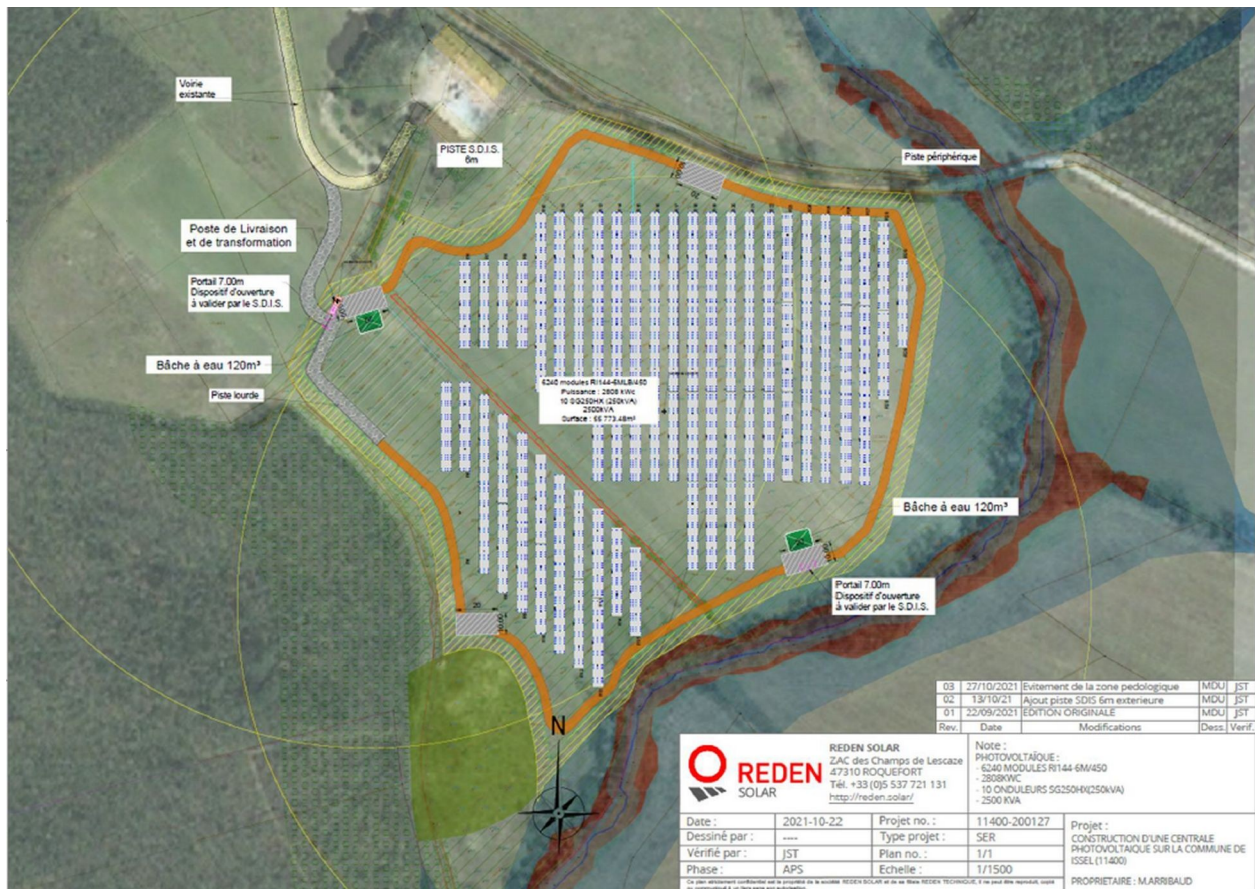 Voirie
existante
PISTE S.D.I.S.
6m
Piste périphérique
Poste de Livraison
et de transformation
Portail 7.00m
Dispositif d'ouverture
à valider par le S.D.I.S.
Bâche à eau 120m³
Piste lourde
6240 modules RI144-6MLB/450
Puissance : 2808 kWc
10 SG250HX (250kVA)
2500kVA
Bâche à eau 120m³
Portail 7.00m
Dispositif d'ouverture
à valider par le S.D.I.S.
20
10.00
N
03 27/10/2021 Evitement de la zone pedologique MDU JST
02 13/10/21 Ajout piste SDIS 6m exterieure MDU JST
01 22/09/2021 EDITION ORIGINALE MDU JST
Rev. Date Modifications Dess. Verif.
REDEN
SOLAR
REDEN SOLAR
ZAC des Champs de Lescaze
47310 ROQUEFORT
Tél. +33 (0)5 537 721 131
http://reden.solar/
Note :
PHOTOVOLTAÏQUE :
- 6240 MODULES RI144-6M/450
- 2808KWC
- 10 ONDULEURS SG250HX(250kVA)
- 2500 KVA
Date : 2021-10-22 Projet no. : 11400-200127
Dessiné par : ---- Type projet : SER
Vérifié par : JST Plan no. : 1/1
Phase : APS Echelle : 1/1500
Projet :
CONSTRUCTION D'UNE CENTRALE
PHOTOVOLTAIQUE SUR LA COMMUNE DE
ISSEL (11400)
PROPRIETAIRE : M.ARRIBAUD